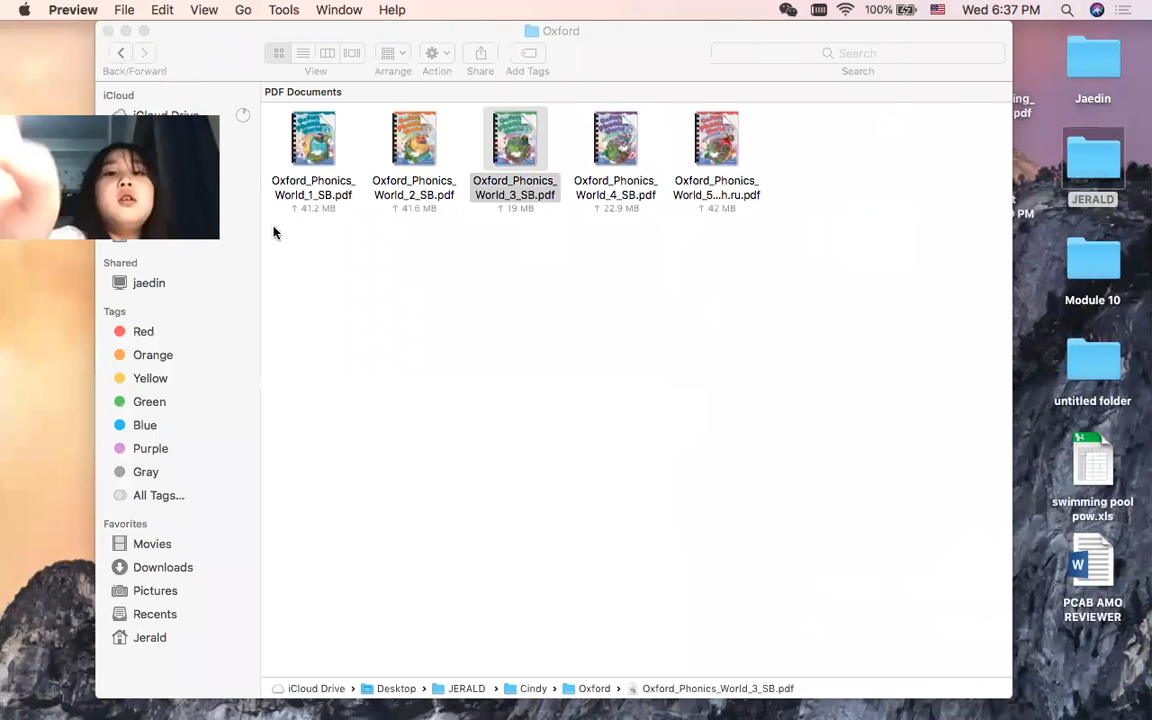 Preview File Edit View Go Tools Window Help 100% Wed 6:37 PM
Oxford
Search
Back/Forward View Arrange Action Share Add Tags Search
iCloud
PDF Documents
iCloud Drive
Oxford_Phonics_
World_1_SB.pdf
41.2 MB
Oxford_Phonics_
World_2_SB.pdf
41.6 MB
Oxford_Phonics_
World_3_SB.pdf
19 MB
Oxford_Phonics_
World_4_SB.pdf
22.9 MB
Oxford_Phonics_
World_5...h.ru.pdf
42 MB
Shared
jaedin
Tags
Red
Orange
Yellow
Green
Blue
Purple
Gray
All Tags...
Favorites
Movies
Downloads
Pictures
Recents
Jerald
iCloud Drive › Desktop › JERALD › Cindy › Oxford › Oxford_Phonics_World_3_SB.pdf
Jaedin
JERALD
Module 10
untitled folder
swimming pool
pow.xls
W
PCAB AMO
REVIEWER